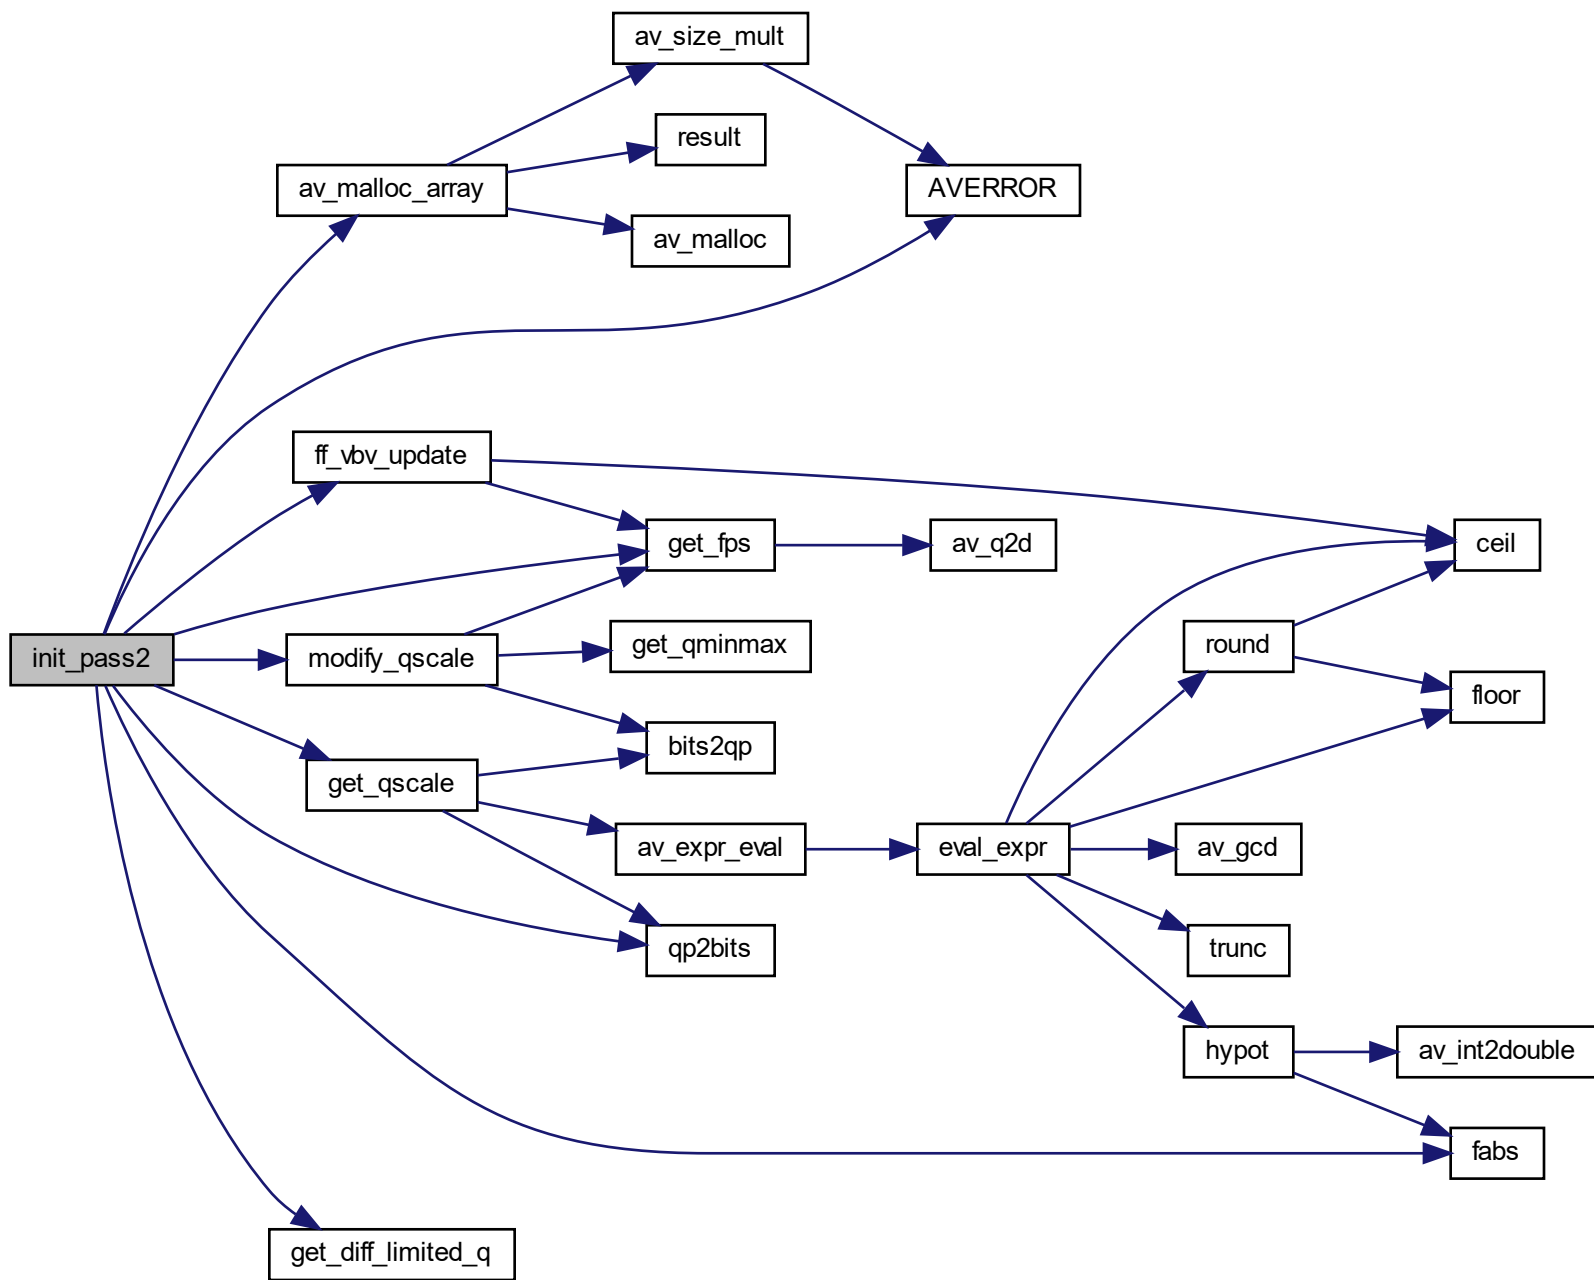 av_size_mult
result
av_malloc_array
AVERROR
av_malloc
ff_vbv_update
get_fps
av_q2d
ceil
init_pass2
modify_qscale
get_qminmax
round
floor
bits2qp
get_qscale
av_expr_eval
eval_expr
av_gcd
qp2bits
trunc
hypot
av_int2double
fabs
get_diff_limited_q